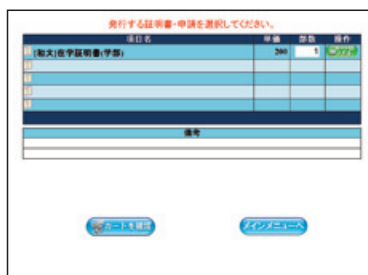 発行する証明書・申請を選択してください。
項目名 単価 部数 操作
[和文]在学証明書(学部) 200 1
備考
カートを確認 メインメニューへ